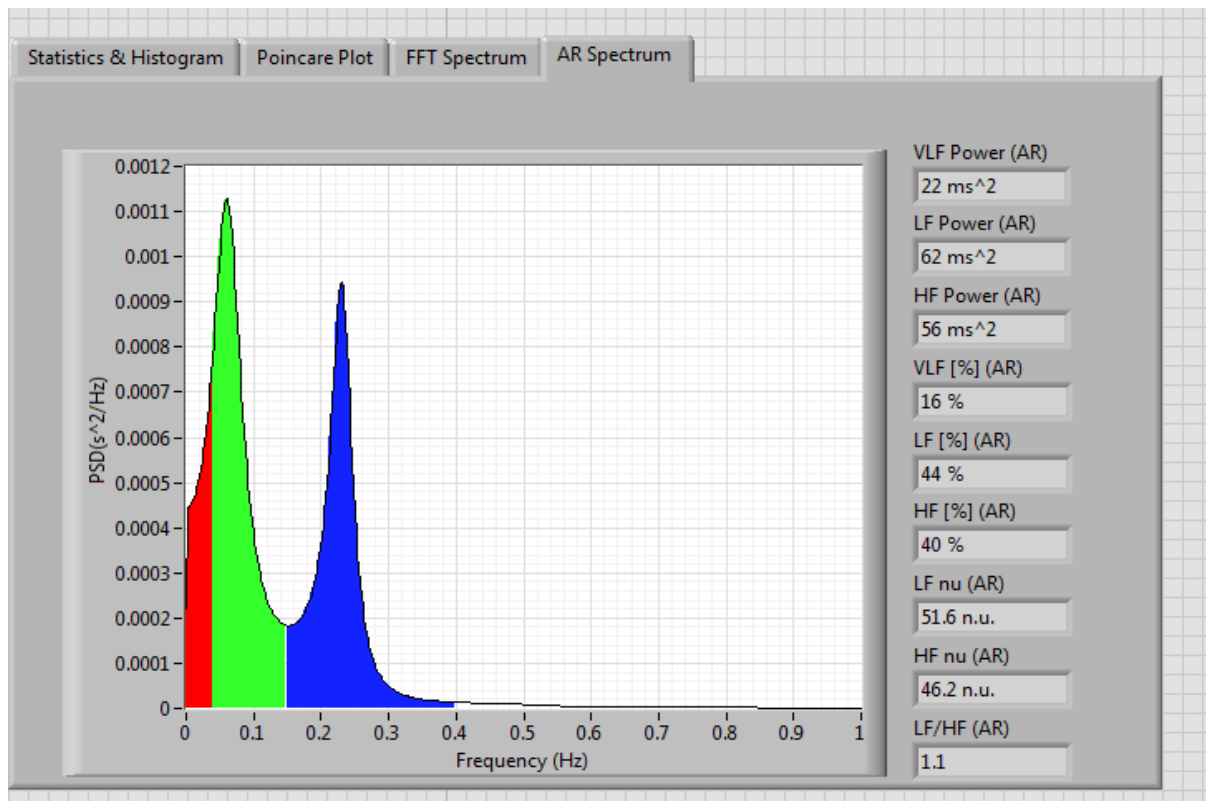 Statistics & Histogram
Poincare Plot
FFT Spectrum
AR Spectrum
PSD(s^2/Hz)
0.0012
0.0011
0.001
0.0009
0.0008
0.0007
0.0006
0.0005
0.0004
0.0003
0.0002
0.0001
0
0 0.1 0.2 0.3 0.4 0.5 0.6 0.7 0.8 0.9 1
Frequency (Hz)
VLF Power (AR)
22 ms^2
LF Power (AR)
62 ms^2
HF Power (AR)
56 ms^2
VLF [%] (AR)
16 %
LF [%] (AR)
44 %
HF [%] (AR)
40 %
LF nu (AR)
51.6 n.u.
HF nu (AR)
46.2 n.u.
LF/HF (AR)
1.1